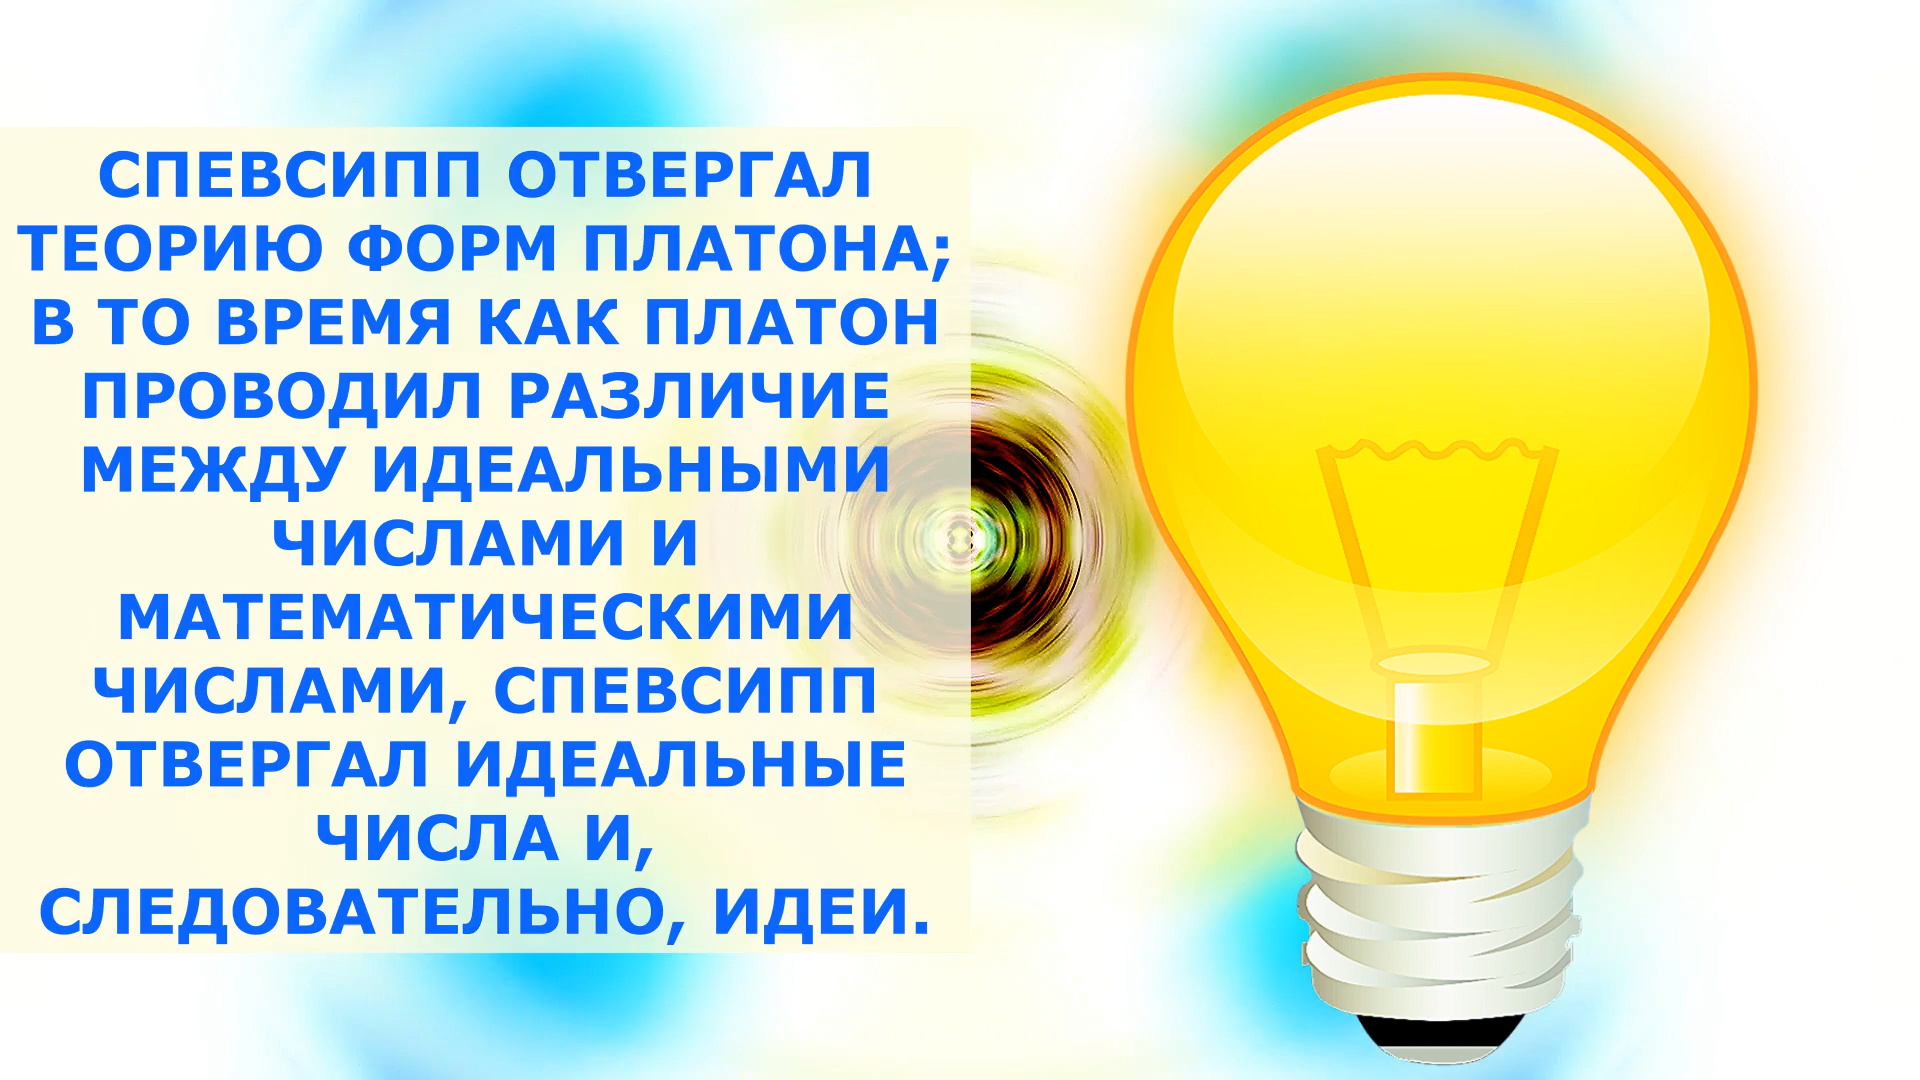 СПЕВСИПП ОТВЕРГАЛ
ТЕОРИЮ ФОРМ ПЛАТОНА;
В ТО ВРЕМЯ КАК ПЛАТОН
ПРОВОДИЛ РАЗЛИЧИЕ
МЕЖДУ ИДЕАЛЬНЫМИ
ЧИСЛАМИ И
МАТЕМАТИЧЕСКИМИ
ЧИСЛАМИ, СПЕВСИПП
ОТВЕРГАЛ ИДЕАЛЬНЫЕ
ЧИСЛА И,
СЛЕДОВАТЕЛЬНО, ИДЕИ.